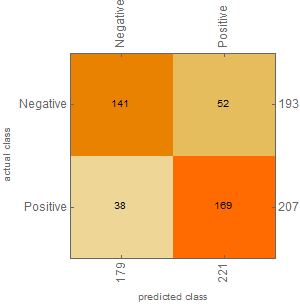 Negative
Positive
actual class
Negative
141
52
193
Positive
38
169
207
179
221
predicted class